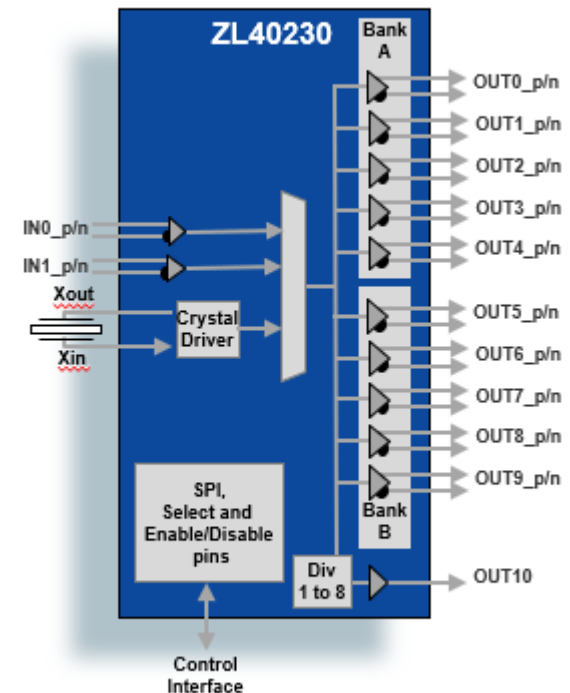 ZL40230
Bank
A
OUT0_p/n
OUT1_p/n
OUT2_p/n
OUT3_p/n
OUT4_p/n
IN0_p/n
IN1_p/n
Xout
Crystal
Driver
Xin
OUT5_p/n
OUT6_p/n
OUT7_p/n
OUT8_p/n
OUT9_p/n
Bank
B
SPI,
Select and
Enable/Disable
pins
Div
1 to 8
OUT10
Control
Interface